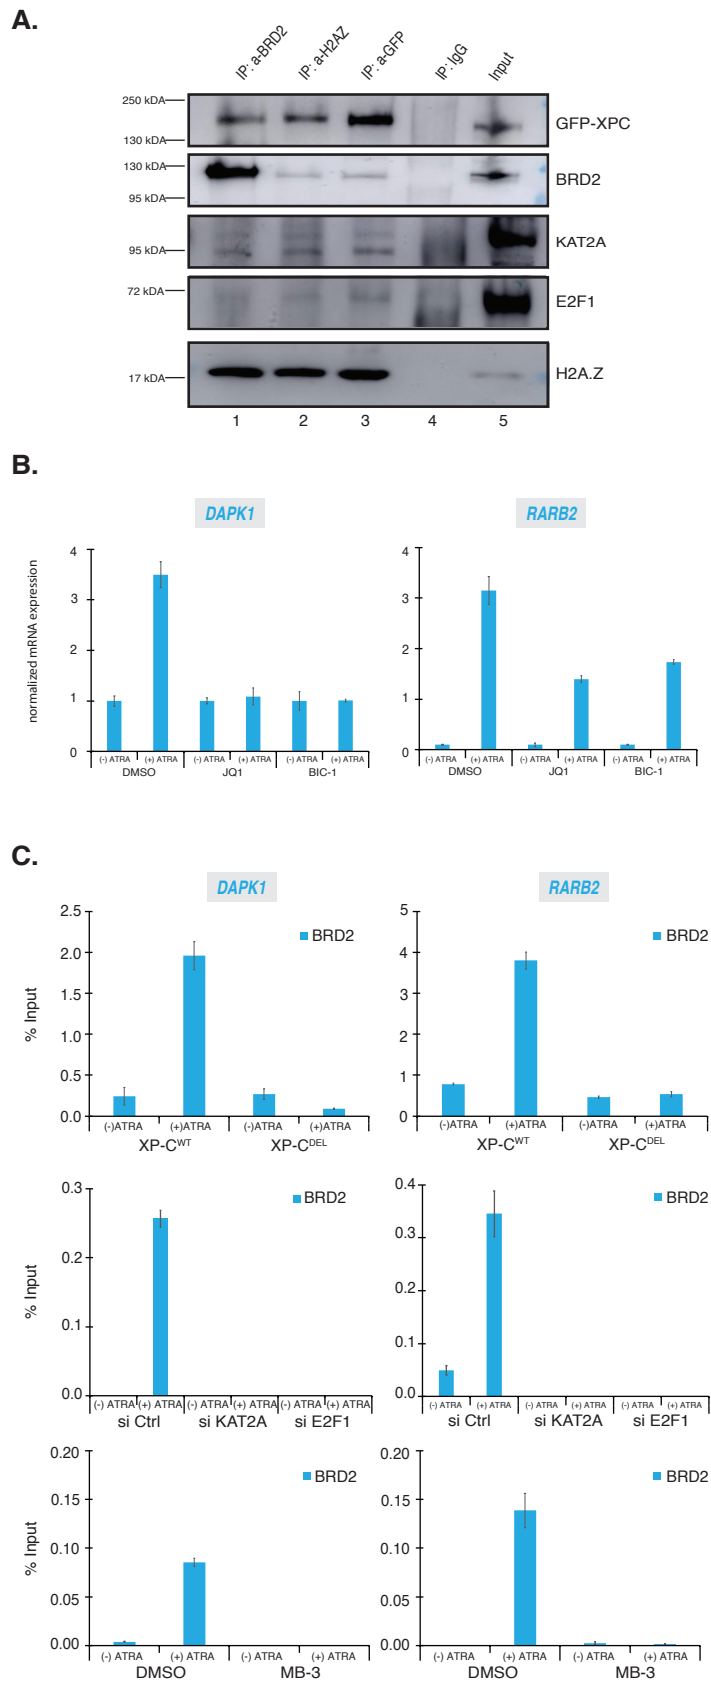 A.
IP: a-BRD2 IP: a-H2AZ IP: a-GFP IP: IgG Input
250 kDA
130 kDA
GFP-XPC
130 kDA
95 kDA
BRD2
95 kDA
KAT2A
72 kDA
E2F1
17 kDA
H2A.Z
1 2 3 4 5
B.
DAPK1
normalized mRNA expression
4
3
2
1
0
(-) ATRA (+) ATRA (-) ATRA (+) ATRA (-) ATRA (+) ATRA
DMSO JQ1 BIC-1
RARB2
4
3
2
1
0
(-) ATRA (+) ATRA (-) ATRA (+) ATRA (-) ATRA (+) ATRA
DMSO JQ1 BIC-1
C.
DAPK1
BRD2
% Input
2.5
2.0
1.5
1.0
0.5
0.0
(-)ATRA (+)ATRA (-)ATRA (+)ATRA
XP-CWT XP-CDEL
RARB2
BRD2
5
4
3
2
1
0
(-)ATRA (+)ATRA (-)ATRA (+)ATRA
XP-CWT XP-CDEL
BRD2
% Input
0.3
0.2
0.1
0.0
(-) ATRA (+) ATRA (-) ATRA (+) ATRA (-) ATRA (+) ATRA
si Ctrl si KAT2A si E2F1
BRD2
0.4
0.3
0.2
0.1
0.0
(-) ATRA (+) ATRA (-) ATRA (+) ATRA (-) ATRA (+) ATRA
si Ctrl si KAT2A si E2F1
BRD2
% Input
0.20
0.15
0.10
0.05
0.00
(-) ATRA (+) ATRA (-) ATRA (+) ATRA
DMSO MB-3
BRD2
0.20
0.15
0.10
0.05
0.00
(-) ATRA (+) ATRA (-) ATRA (+) ATRA
DMSO MB-3